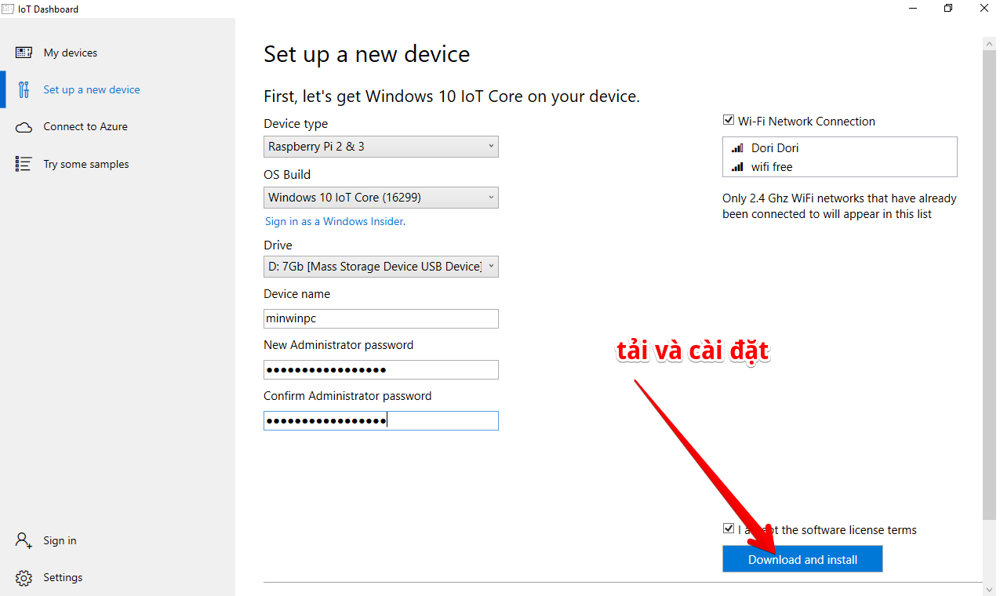 IoT Dashboard
My devices
Set up a new device
Connect to Azure
Try some samples
Sign in
Settings
Set up a new device
First, let's get Windows 10 IoT Core on your device.
Device type
Raspberry Pi 2 & 3
OS Build
Windows 10 IoT Core (16299)
Sign in as a Windows Insider.
Drive
D: 7Gb [Mass Storage Device USB Device]
Device name
minwinpc
New Administrator password
●●●●●●●●●●●●●●●●●
Confirm Administrator password
●●●●●●●●●●●●●●●●●
Wi-Fi Network Connection
Dori Dori
wifi free
Only 2.4 Ghz WiFi networks that have already
been connected to will appear in this list
tải và cài đặt
I accept the software license terms
Download and install